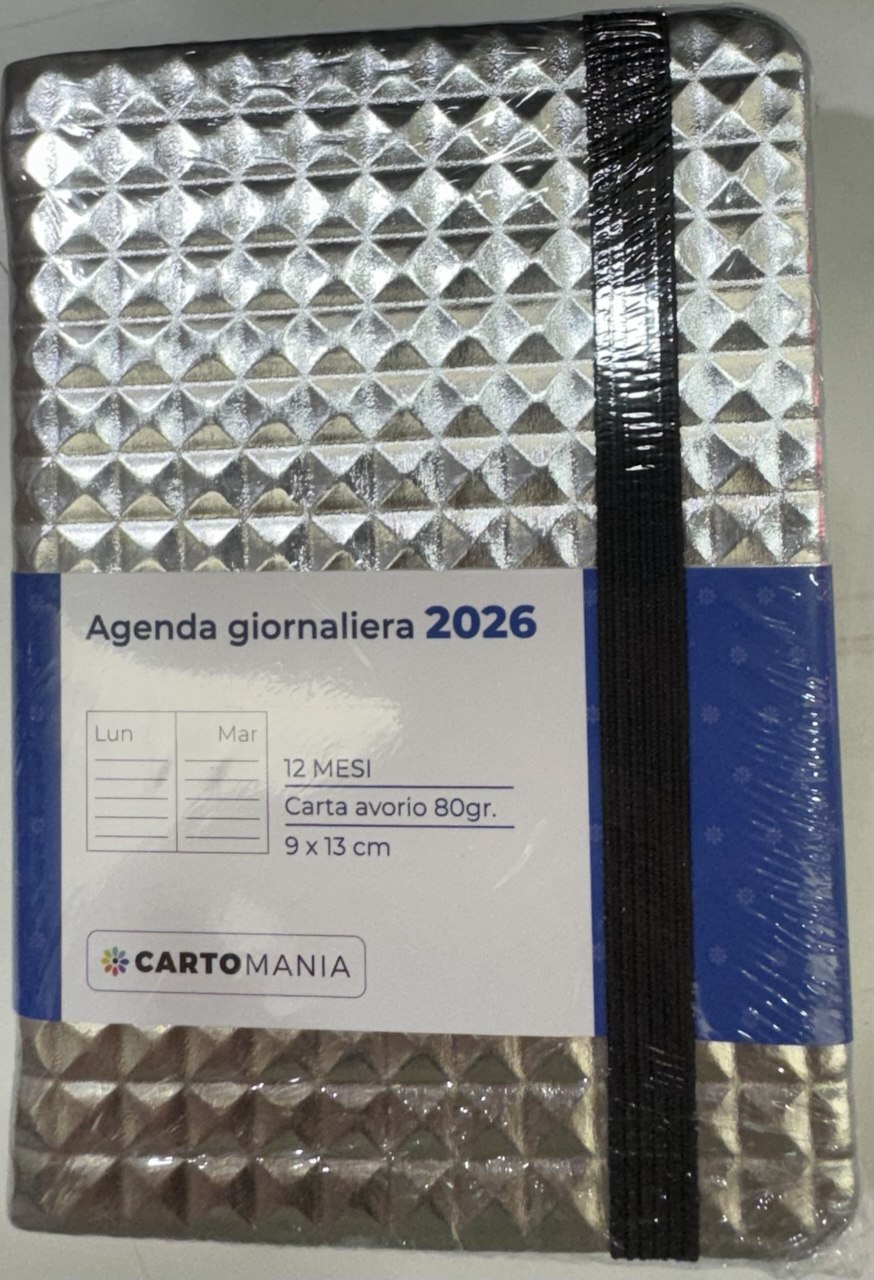 Agenda giornaliera 2026
Lun Mar
12 MESI
Carta avorio 80gr.
9 x 13 cm
CARTOMANIA